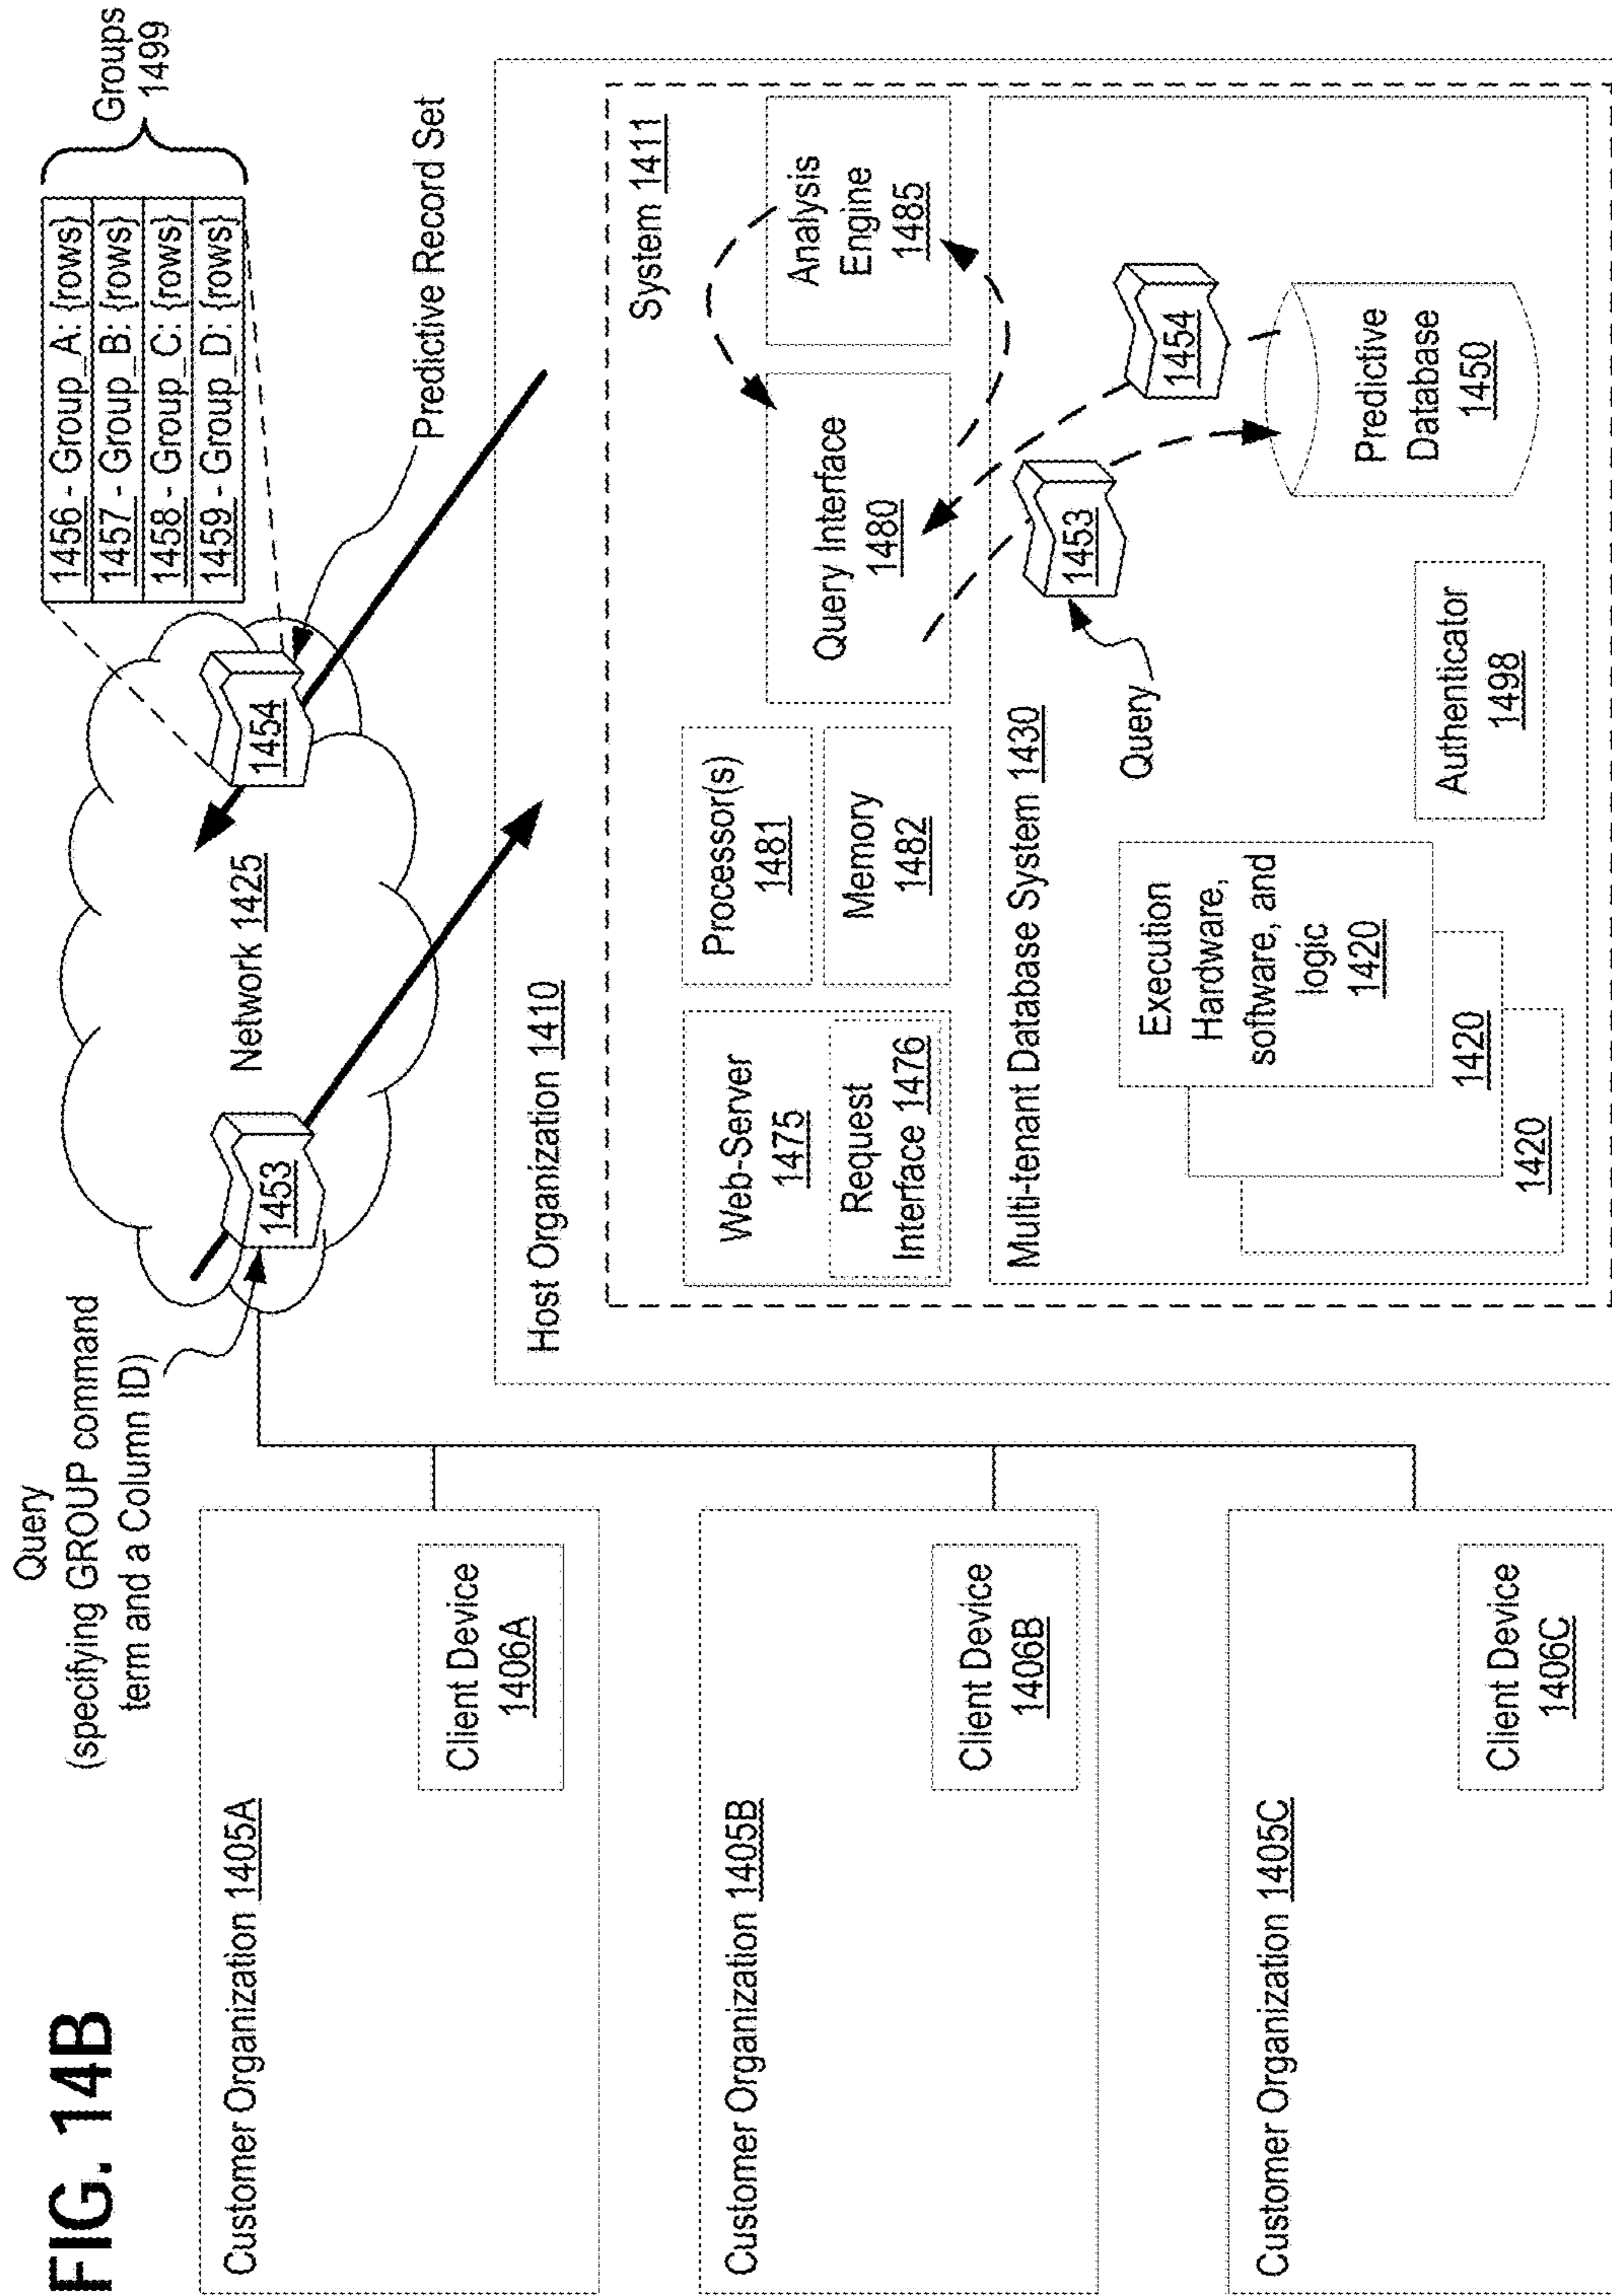 FIG. 14B
Query
(specifying GROUP command
term and a Column ID)
1456 - Group_A: {rows}
1457 - Group_B: {rows}
1458 - Group_C: {rows}
1459 - Group_D: {rows}
Groups
1499
Customer Organization 1405A
Client Device
1406A
Customer Organization 1405B
Client Device
1406B
Customer Organization 1405C
Client Device
1406C
1453
Network 1425
1454
Predictive Record Set
Host Organization 1410
System 1411
Web-Server
1475
Request
Interface 1476
Processor(s)
1481
Memory
1482
Query Interface
1480
Analysis
Engine
1485
Multi-tenant Database System 1430
Query
1453
1454
Execution
Hardware,
software, and
logic
1420
1420
1420
Authenticator
1498
Predictive
Database
1450